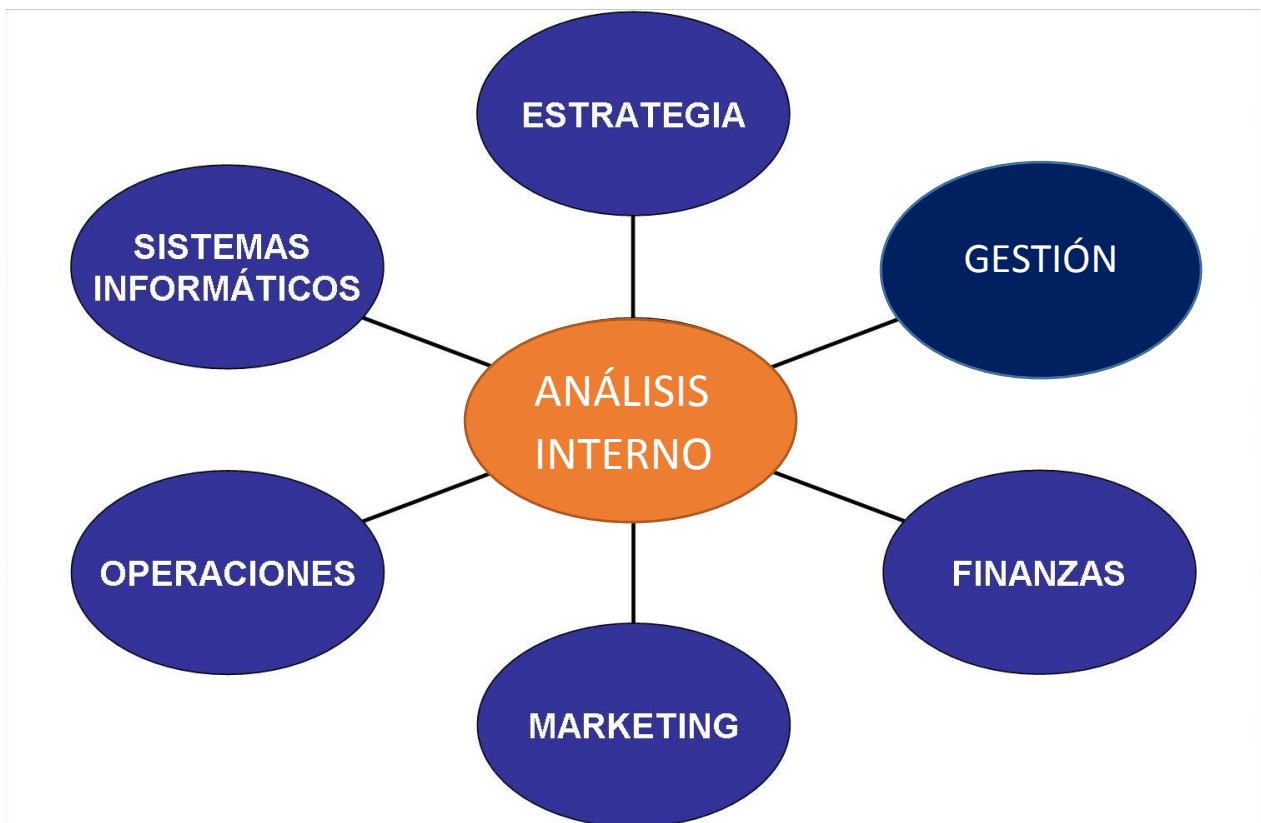 ESTRATEGIA
SISTEMAS
INFORMÁTICOS
GESTIÓN
ANÁLISIS
INTERNO
OPERACIONES
FINANZAS
MARKETING